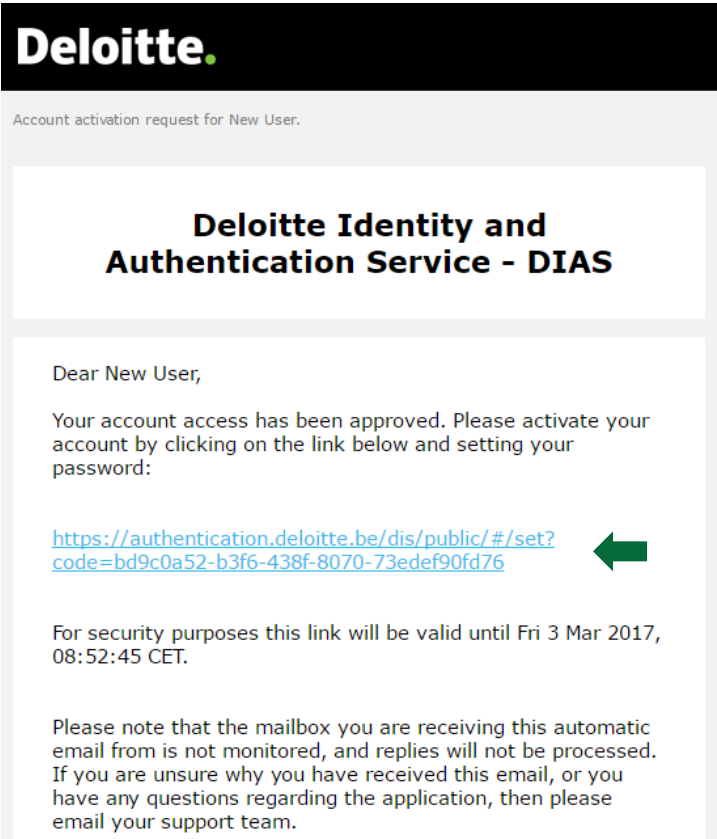 Deloitte.
Account activation request for New User.
Deloitte Identity and
Authentication Service - DIAS
Dear New User,
Your account access has been approved. Please activate your
account by clicking on the link below and setting your
password:
https://authentication.deloitte.be/dis/public/#/set?
code=bd9c0a52-b3f6-438f-8070-73edef90fd76
For security purposes this link will be valid until Fri 3 Mar 2017,
08:52:45 CET.
Please note that the mailbox you are receiving this automatic
email from is not monitored, and replies will not be processed.
If you are unsure why you have received this email, or you
have any questions regarding the application, then please
email your support team.